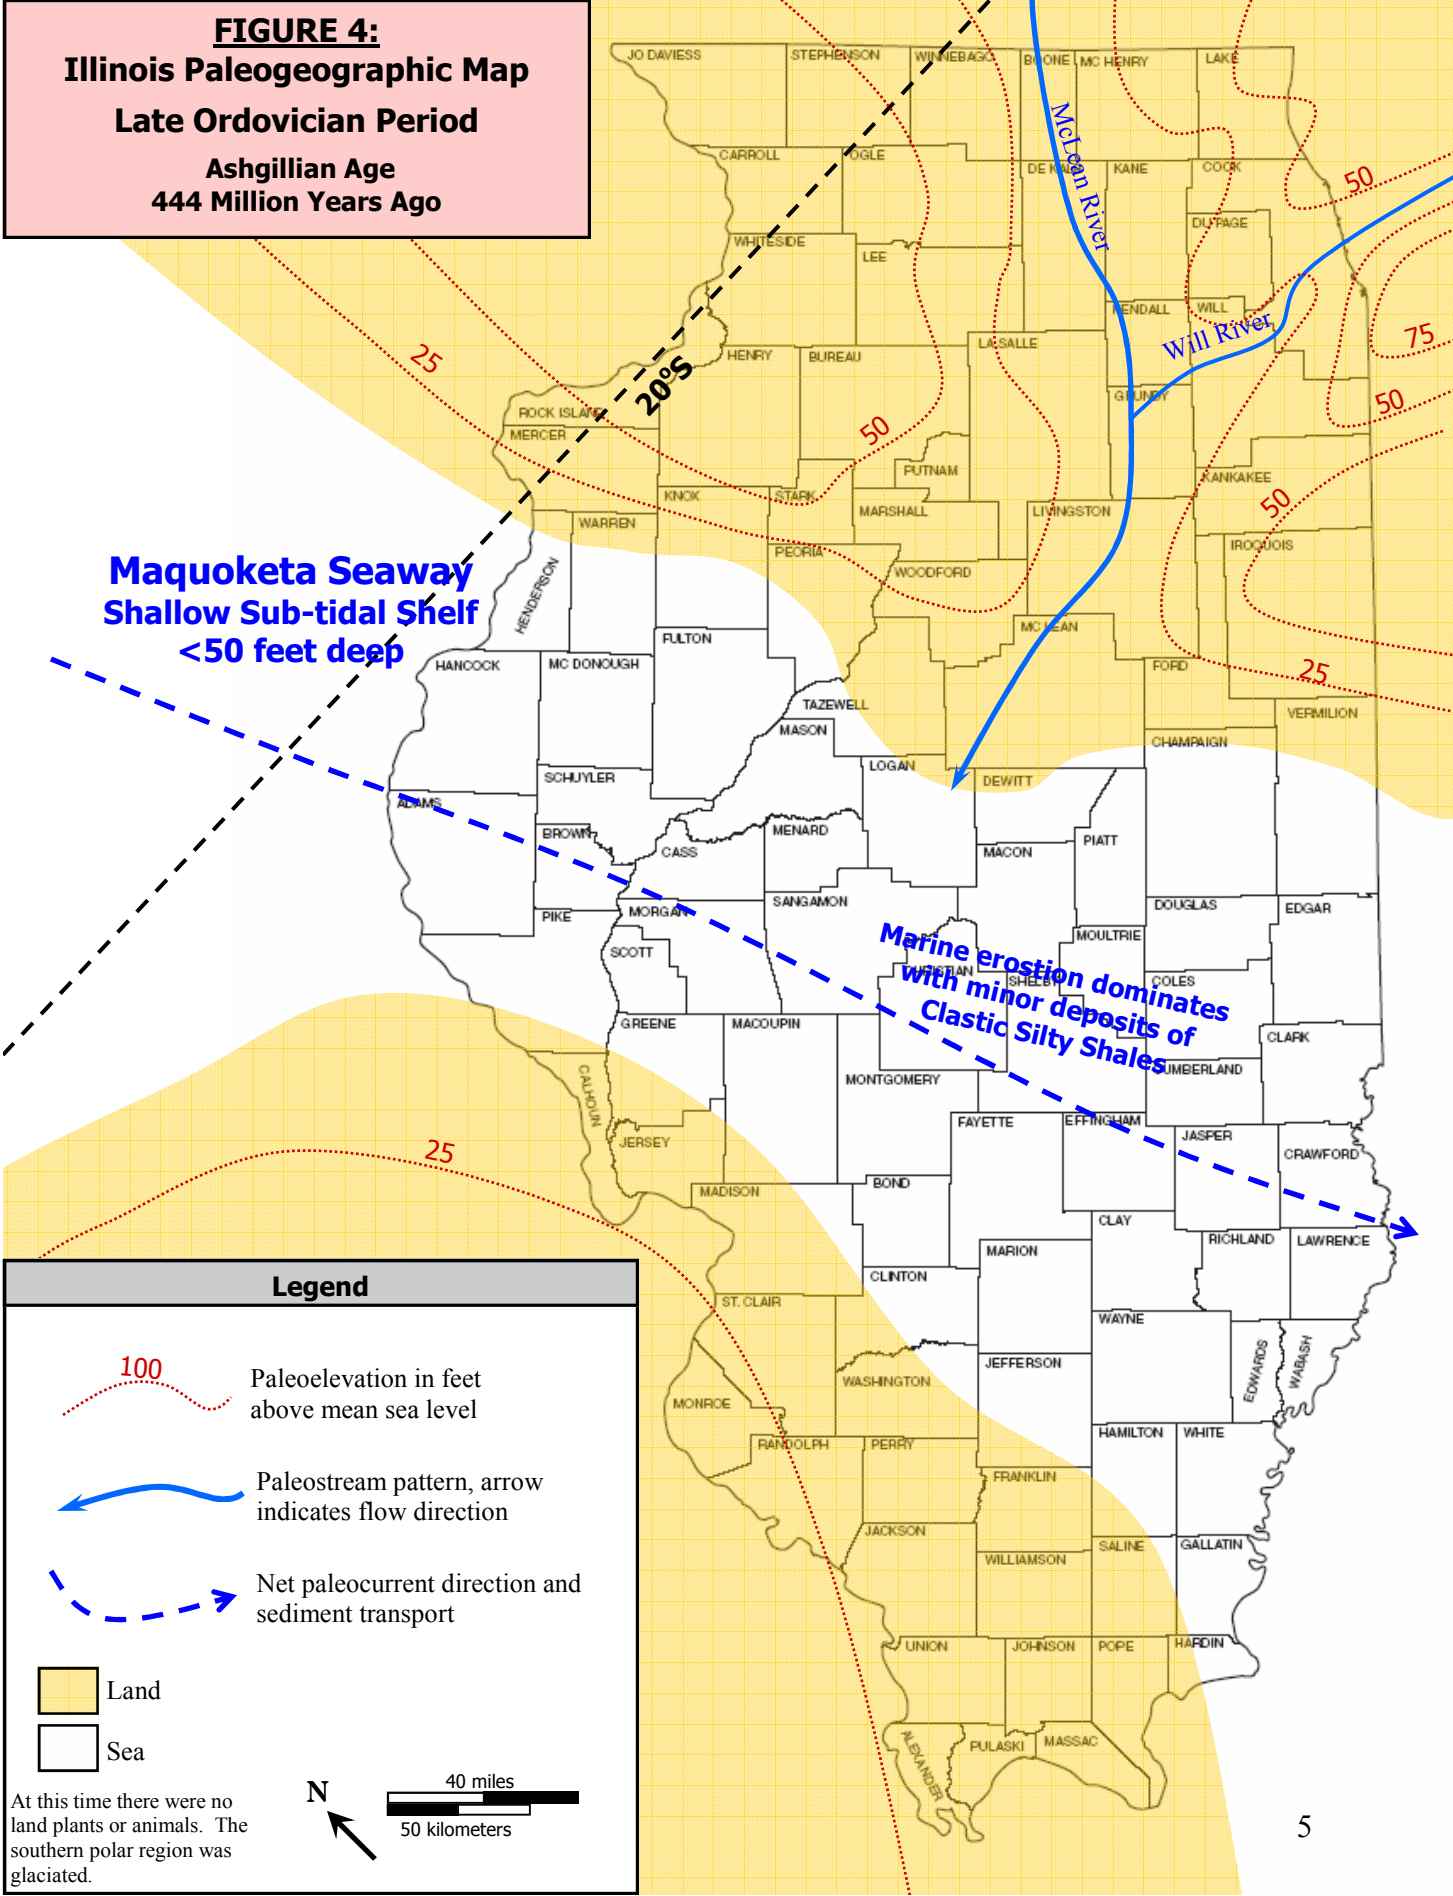 FIGURE 4:
Illinois Paleogeographic Map
Late Ordovician Period
Ashgillian Age
444 Million Years Ago
JO DAVIESS
STEPHENSON
WINNEBAGO
BOONE
MC HENRY
LAKE
CARROLL
OGLE
DE KALB
KANE
COOK
McLean River
50
DU PAGE
WHITESIDE
LEE
KENDALL
WILL
Will River
75
25
HENRY
BUREAU
LA SALLE
20°S
GRUNDY
50
ROCK ISLAND
MERCER
50
PUTNAM
KANKAKEE
KNOX
STARK
MARSHALL
LIVINGSTON
50
WARREN
PEORIA
WOODFORD
IROQUOIS
HENDERSON
Maquoketa Seaway
Shallow Sub-tidal Shelf
<50 feet deep
FULTON
MC LEAN
HANCOCK
MC DONOUGH
FORD
25
TAZEWELL
MASON
VERMILION
CHAMPAIGN
LOGAN
DEWITT
SCHUYLER
ADAMS
BROWN
CASS
MENARD
MACON
PIATT
PIKE
MORGAN
SANGAMON
DOUGLAS
EDGAR
MOULTRIE
SCOTT
CHRISTIAN
SHELBY
COLES
Marine erostion dominates
with minor deposits of
Clastic Silty Shales
GREENE
MACOUPIN
CLARK
CUMBERLAND
MONTGOMERY
CALHOUN
FAYETTE
EFFINGHAM
JASPER
CRAWFORD
JERSEY
25
MADISON
BOND
CLAY
RICHLAND
LAWRENCE
MARION
CLINTON
ST. CLAIR
WAYNE
EDWARDS
WABASH
JEFFERSON
WASHINGTON
MONROE
HAMILTON
WHITE
RANDOLPH
PERRY
FRANKLIN
JACKSON
WILLIAMSON
SALINE
GALLATIN
UNION
JOHNSON
POPE
HARDIN
ALEXANDER
PULASKI
MASSAC
Legend
100
Paleoelevation in feet
above mean sea level
Paleostream pattern, arrow
indicates flow direction
Net paleocurrent direction and
sediment transport
Land
Sea
At this time there were no
land plants or animals. The
southern polar region was
glaciated.
N
40 miles
50 kilometers
5